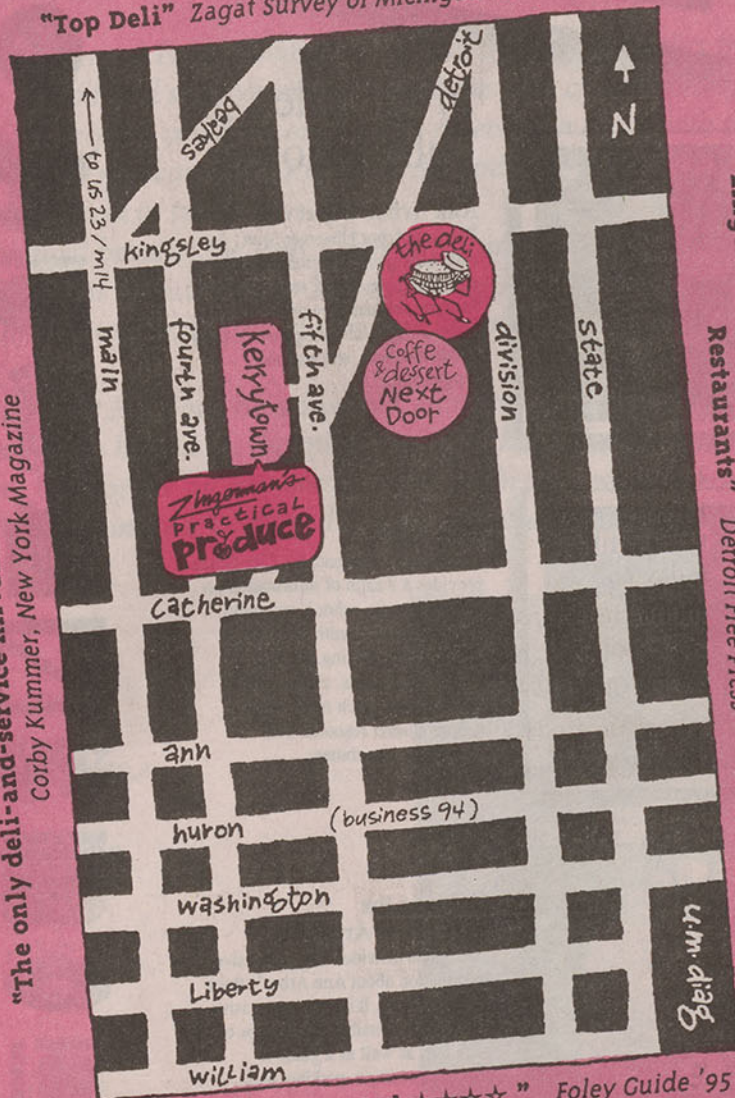 "Top Deli" Zagat Survey of
beakes
detroit
N
← to US 23/m14
kingsley
the deli
main
fourth ave.
kerrytown
fifth ave.
Coffe
& dessert
Next
Door
division
state
Zingerman's
practical
produce
catherine
ann
huron
(business 94)
washington
Liberty
william
u.m. diag
"The only deli-and-service
Corby Kummer, New York Magazine
Restaurants" Detroit Free Press
☆☆☆☆" Foley Guide '95